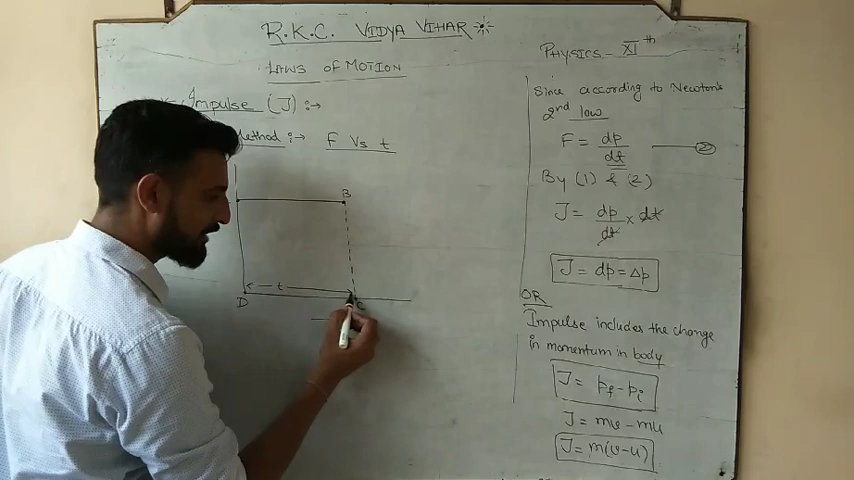 R.K.C. VIDYA VIHAR
LAWS OF MOTION
PHYSICS - XIth
Impulse (J) :→
Method :→ F Vs t
B
t
D
C
Since according to Newton's
2nd law
F = dp/dt — (2)
By (1) & (2)
J = dp/dt × dt
J = dp = Δp
OR
Impulse includes the change
in momentum in body
J = pf - pi
J = mv - mu
J = m(v-u)